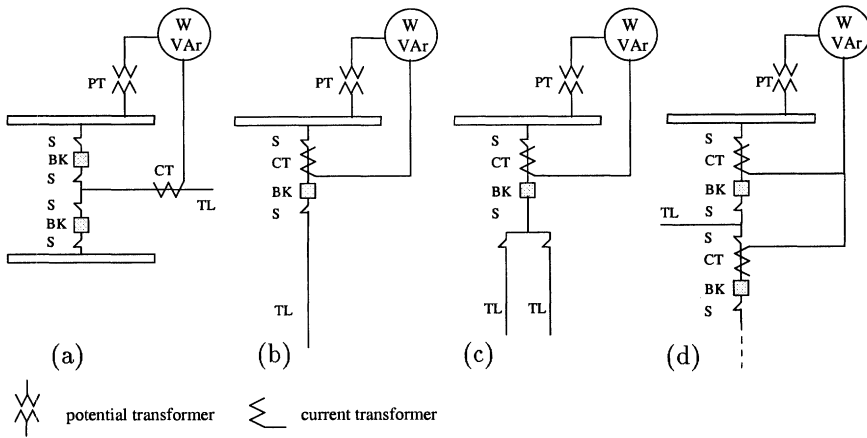 W
VAr
PT
S
BK
S
CT
TL
S
BK
S
(a)
W
VAr
PT
S
CT
BK
S
TL
(b)
W
VAr
PT
S
CT
BK
S
TL
TL
(c)
W
VAr
PT
S
CT
BK
S
TL
S
CT
BK
S
(d)
potential transformer
current transformer